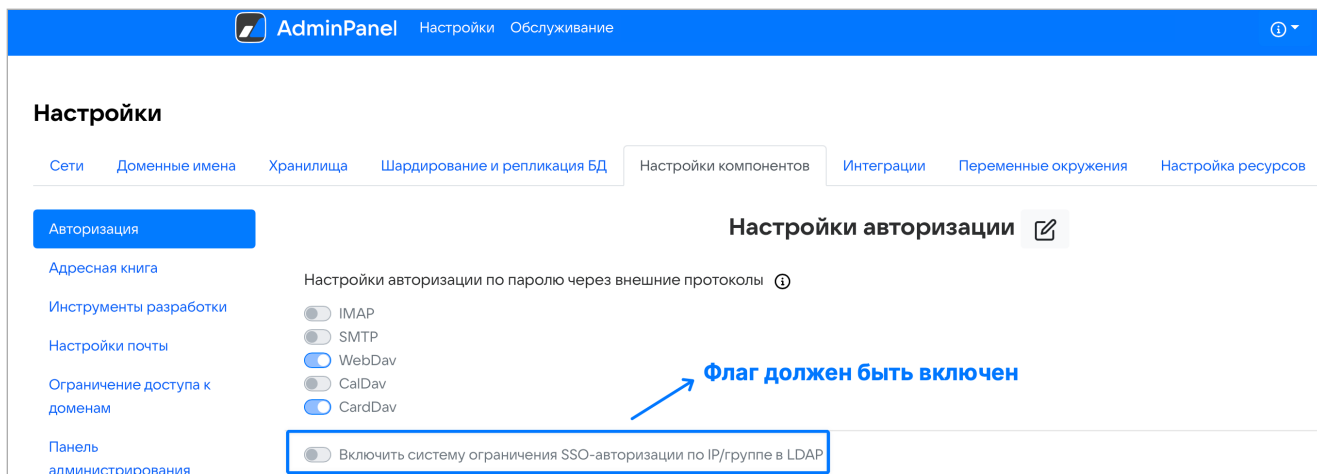 AdminPanel Настройки Обслуживание
Настройки
Сети Доменные имена Хранилища Шардирование и репликация БД Настройки компонентов Интеграции Переменные окружения Настройка ресурсов
Авторизация
Настройки авторизации
Адресная книга
Настройки авторизации по паролю через внешние протоколы
Инструменты разработки
IMAP
SMTP
Настройки почты
WebDav
Флаг должен быть включен
Ограничение доступа к
доменам
CalDav
CardDav
Панель
администрирования
Включить систему ограничения SSO-авторизации по IP/группе в LDAP